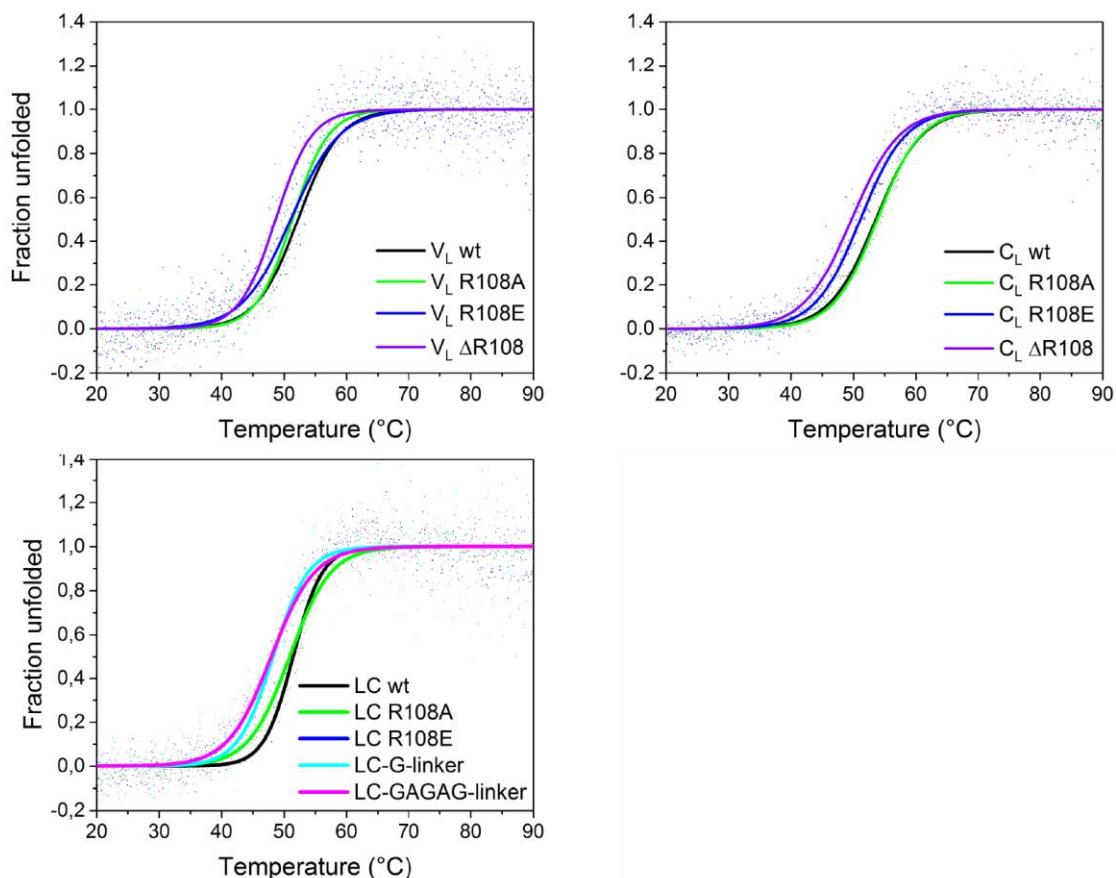 1.4
1.2
1.0
0.8
0.6
0.4
0.2
0.0
-0.2
Fraction unfolded
V_L wt
V_L R108A
V_L R108E
V_L ΔR108
20 30 40 50 60 70 80 90
Temperature (°C)
1.4
1.2
1.0
0.8
0.6
0.4
0.2
0.0
-0.2
C_L wt
C_L R108A
C_L R108E
C_L ΔR108
20 30 40 50 60 70 80 90
Temperature (°C)
1,4
1,2
1,0
0,8
0,6
0,4
0,2
0,0
-0,2
Fraction unfolded
LC wt
LC R108A
LC R108E
LC-G-linker
LC-GAGAG-linker
20 30 40 50 60 70 80 90
Temperature (°C)